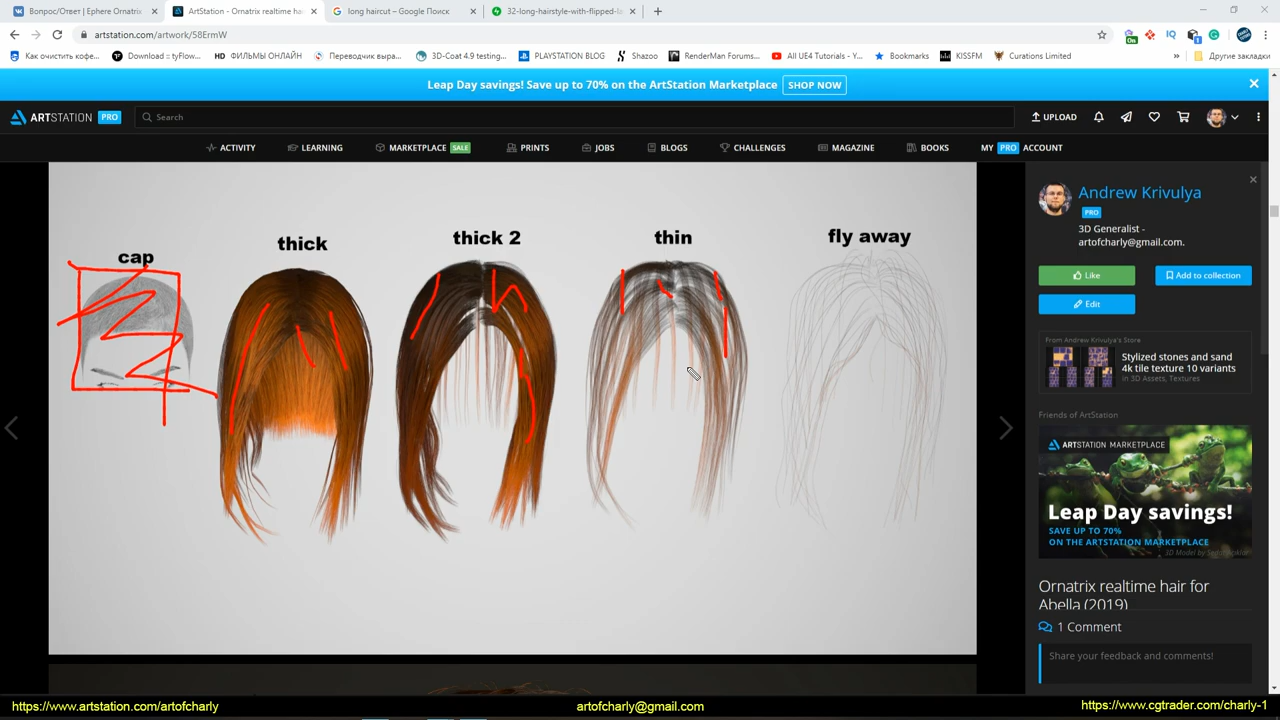 Вопрос/Ответ | Ephere Ornatrix
ArtStation - Ornatrix realtime ha
long haircut – Google Поиск
32-long-hairstyle-with-flipped-la
artstation.com/artwork/58ErmW
Как очистить кофе...
Download :: tyFlow...
HD ФИЛЬМЫ ОНЛАЙН
Переводчик выра...
3D-Coat 4.9 testing...
PLAYSTATION BLOG
Shazoo
RenderMan Forums...
All UE4 Tutorials - Y...
Bookmarks
KISSFM
Curations Limited
»
Другие закладки
Leap Day savings! Save up to 70% on the ArtStation Marketplace
SHOP NOW
ARTSTATION PRO
Search
UPLOAD
ACTIVITY
LEARNING
MARKETPLACE SALE
PRINTS
JOBS
BLOGS
CHALLENGES
MAGAZINE
BOOKS
MY PRO ACCOUNT
cap
thick
thick 2
thin
fly away
Andrew Krivulya
PRO
3D Generalist -
artofcharly@gmail.com.
Like
Add to collection
Edit
From Andrew Krivulya's Store
Stylized stones and sand
4k tile texture 10 variants
in 3D Assets, Textures
Friends of ArtStation
ARTSTATION MARKETPLACE
Leap Day savings!
SAVE UP TO 70%
ON THE ARTSTATION MARKETPLACE
Ornatrix realtime hair for
Abella (2019)
1 Comment
Share your feedback and comments!
https://www.artstation.com/artofcharly
artofcharly@gmail.com
https://www.cgtrader.com/charly-1